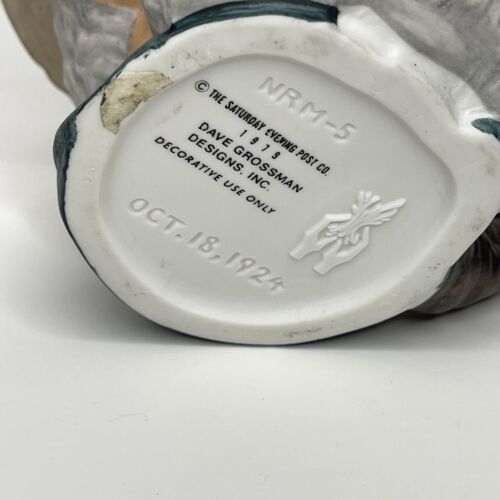 NRM-5
© THE SATURDAY EVENING POST CO.
1979
DAVE GROSSMAN
DESIGNS, INC.
DECORATIVE USE ONLY
OCT. 18, 1924